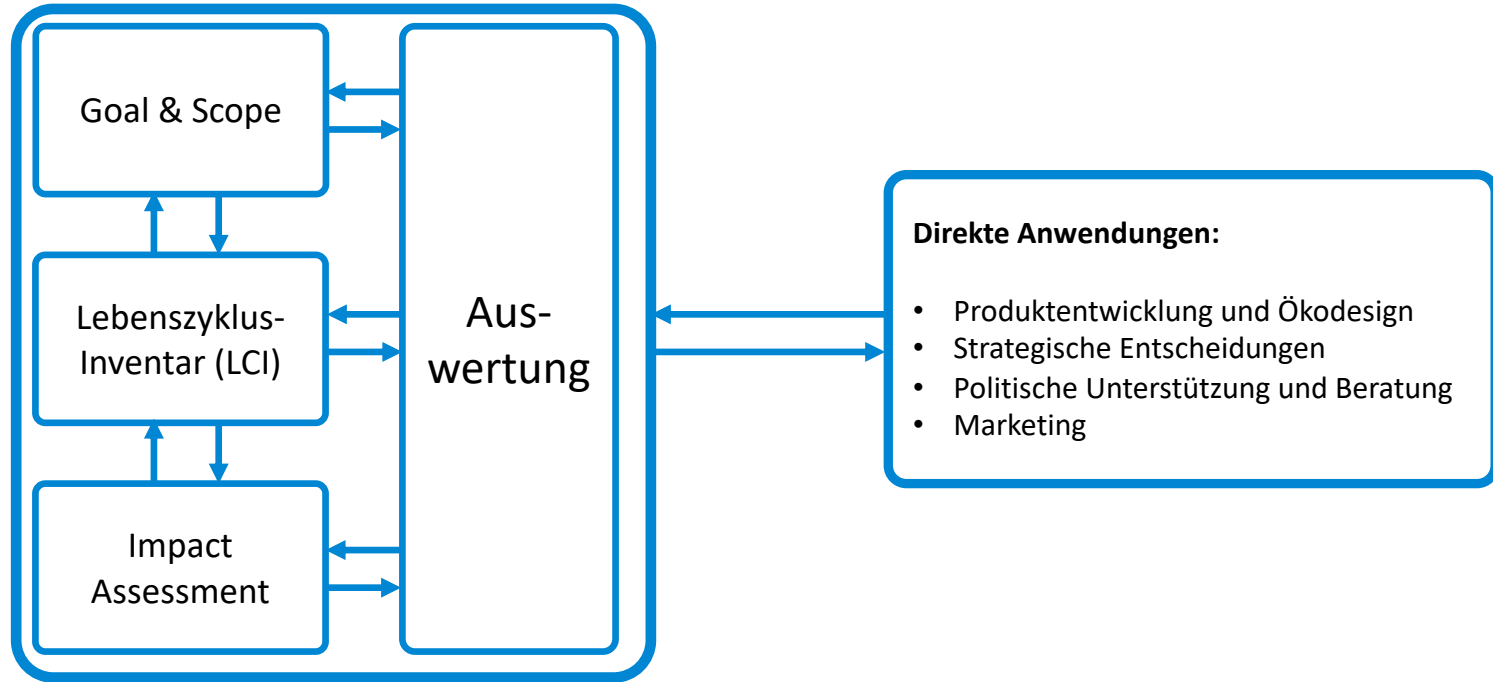 Goal & Scope
Lebenszyklus-
Inventar (LCI)
Impact
Assessment
Aus-
wertung
Direkte Anwendungen:
• Produktentwicklung und Ökodesign
• Strategische Entscheidungen
• Politische Unterstützung und Beratung
• Marketing